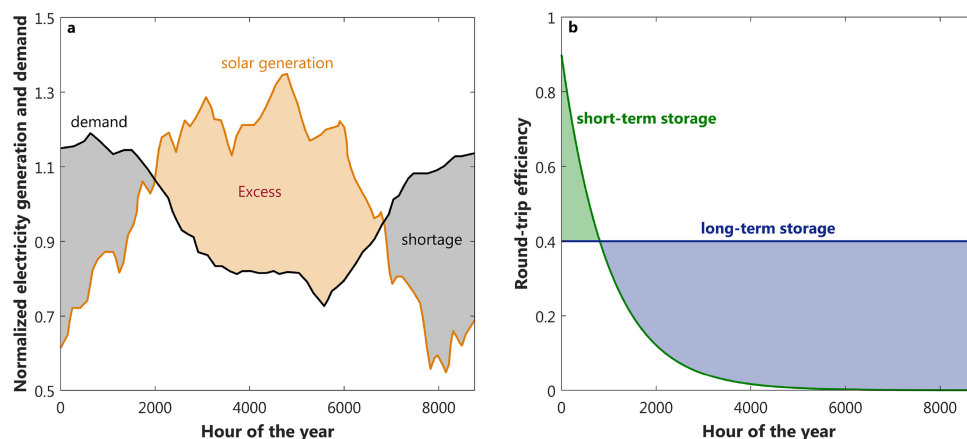 a
Normalized electricity generation and demand
1.5
1.3
1.1
0.9
0.7
0.5
solar generation
demand
Excess
shortage
0
2000
4000
6000
8000
Hour of the year
b
Round-trip efficiency
1
0.8
0.6
0.4
0.2
0
short-term storage
long-term storage
0
2000
4000
6000
8000
Hour of the year